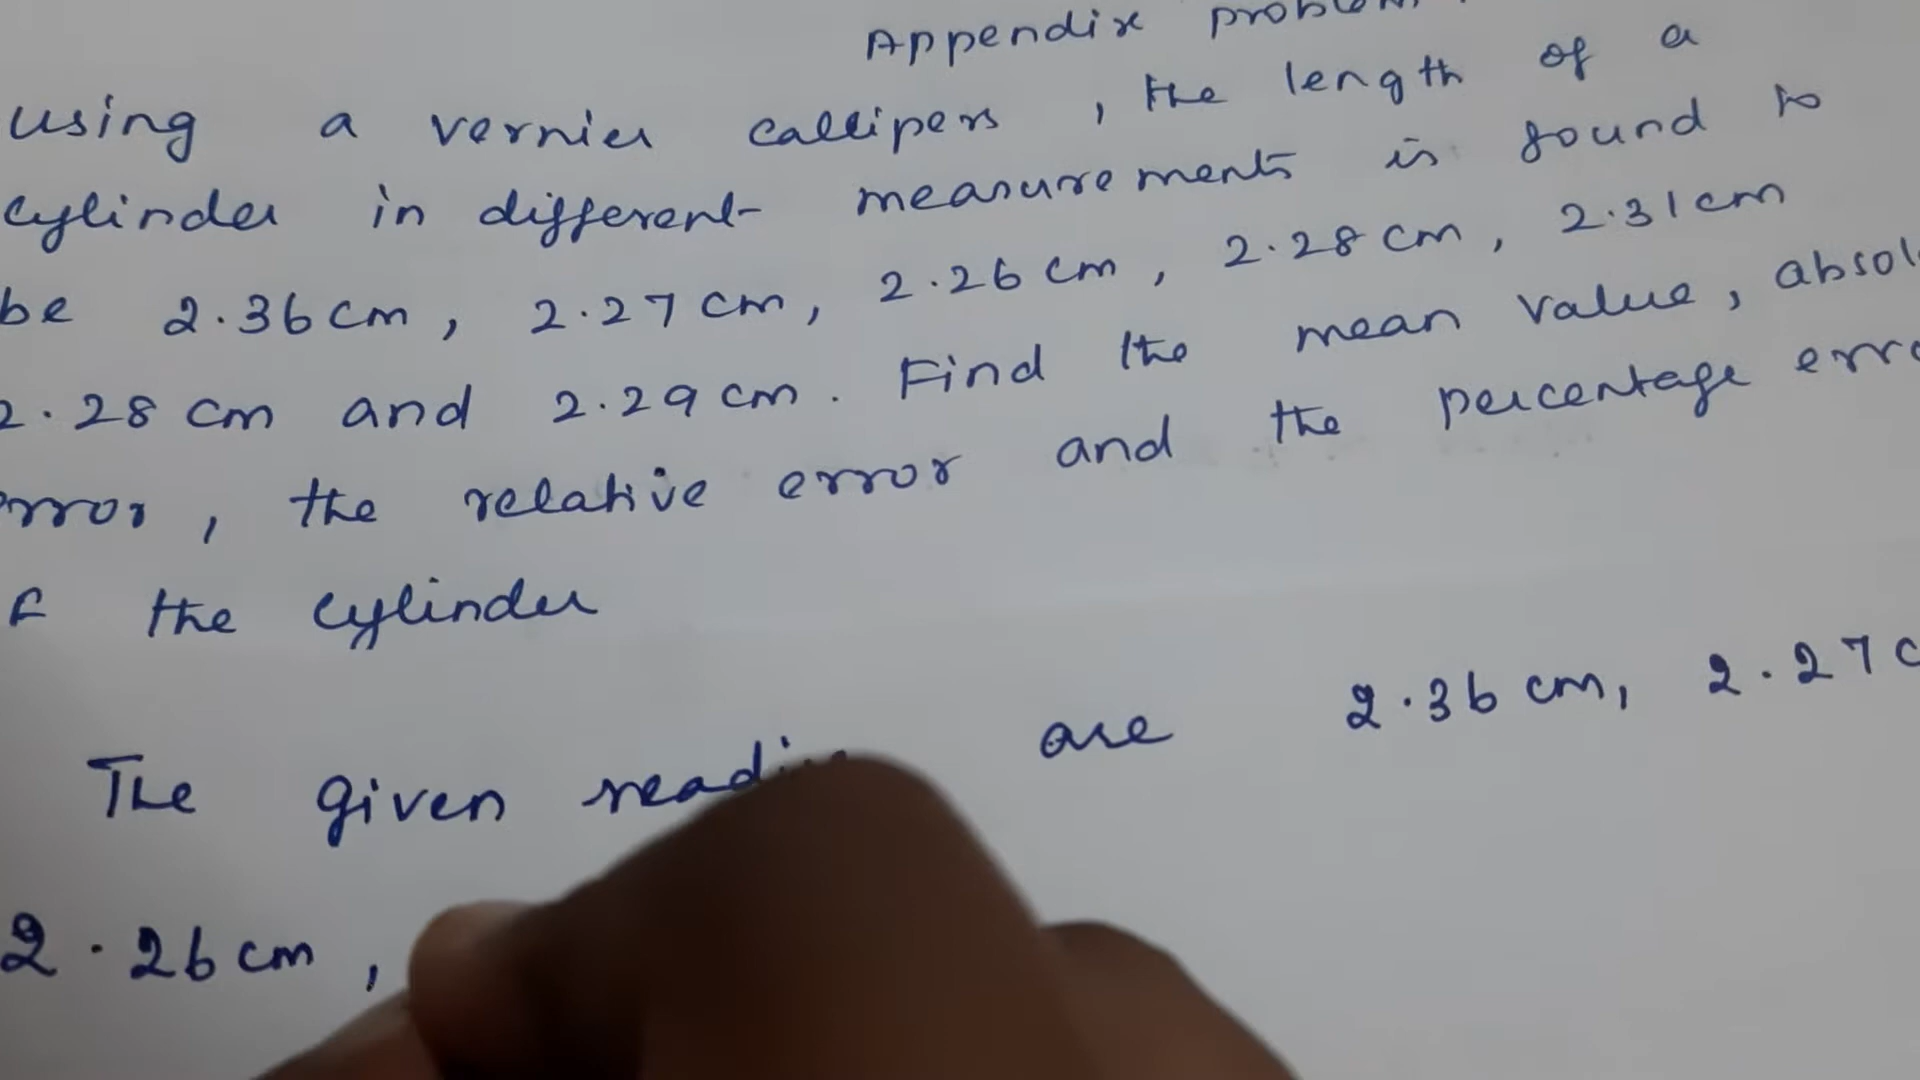 Appendix
using a vernier callipers, the length of a
cylinder in different measurements is found to
be 2.36 cm, 2.27 cm, 2.26 cm, 2.28 cm, 2.31 cm
2.28 cm and 2.29 cm. Find the mean value,
the relative error and the percentage
the cylinder
The given are 2.36 cm, 2.27
2.26 cm,